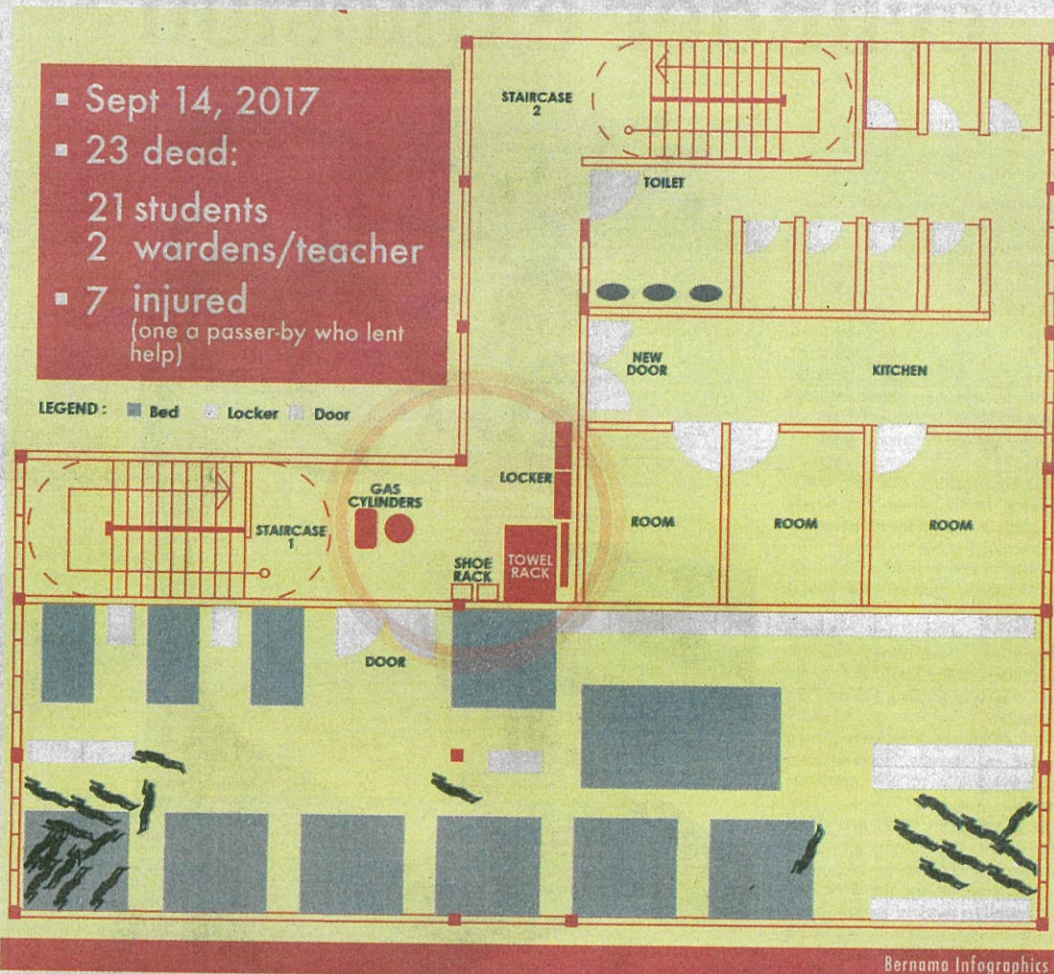 ▪ Sept 14, 2017
▪ 23 dead:
21 students
2 wardens/teacher
▪ 7 injured
(one a passer-by who lent
help)
LEGEND : Bed Locker Door
STAIRCASE
2
TOILET
NEW
DOOR
KITCHEN
GAS
CYLINDERS
LOCKER
STAIRCASE
1
SHOE
RACK
TOWEL
RACK
ROOM
ROOM
ROOM
DOOR
Bernama Infographics